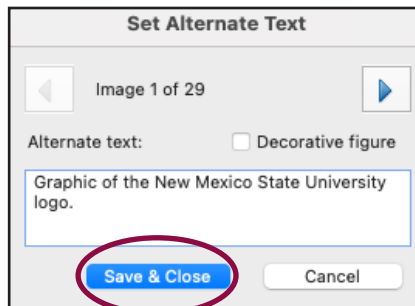 Set Alternate Text
Image 1 of 29
Alternate text: Decorative figure
Graphic of the New Mexico State University
logo.
Save & Close Cancel